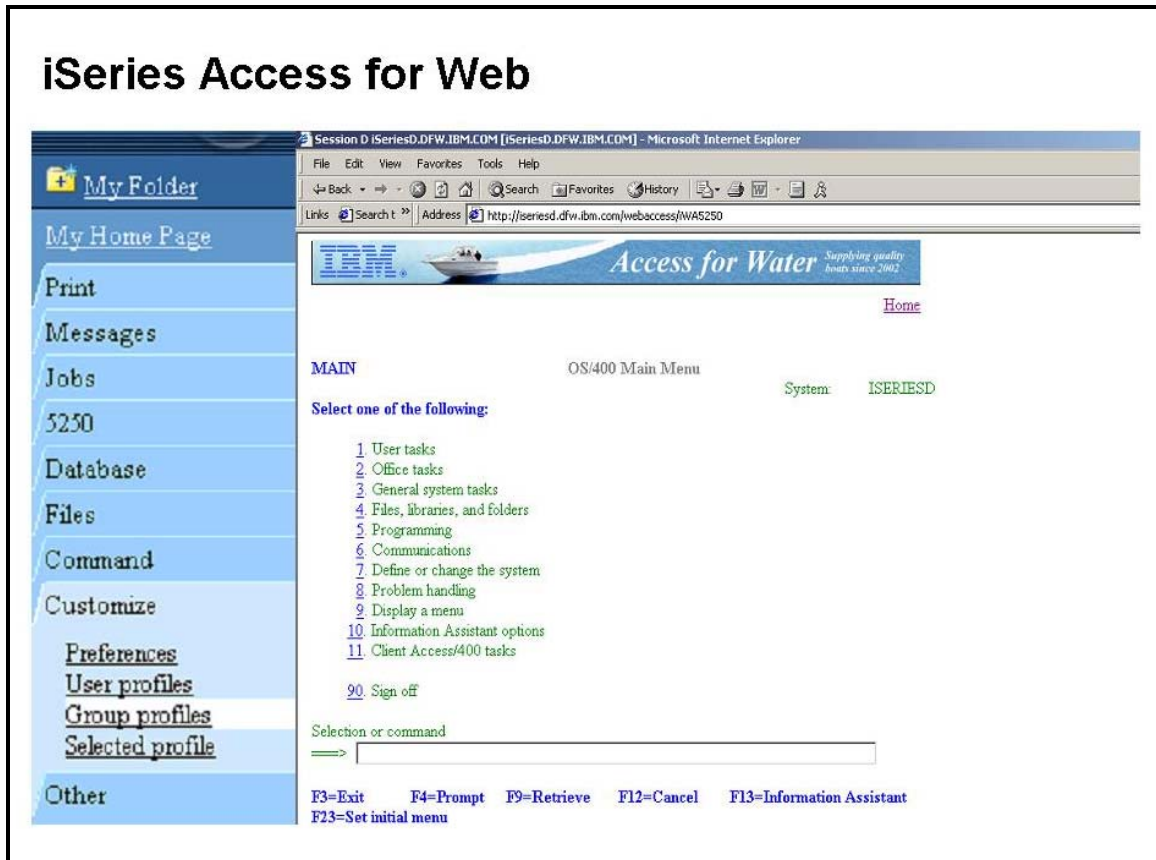 iSeries Access for Web
My Folder
My Home Page
Print
Messages
Jobs
5250
Database
Files
Command
Customize
Preferences
User profiles
Group profiles
Selected profile
Other
Session D iSeriesD.DFW.IBM.COM [iSeriesD.DFW.IBM.COM] - Microsoft Internet Explorer
File Edit View Favorites Tools Help
Back Search Favorites History
Links Search t » Address http://iseriesd.dfw.ibm.com/webaccess/iWA5250
IBM. Access for Water Supplying quality
boats since 2002
Home
MAIN OS/400 Main Menu
System: ISERIESD
Select one of the following:
1. User tasks
2. Office tasks
3. General system tasks
4. Files, libraries, and folders
5. Programming
6. Communications
7. Define or change the system
8. Problem handling
9. Display a menu
10. Information Assistant options
11. Client Access/400 tasks
90. Sign off
Selection or command
===>
F3=Exit F4=Prompt F9=Retrieve F12=Cancel F13=Information Assistant
F23=Set initial menu